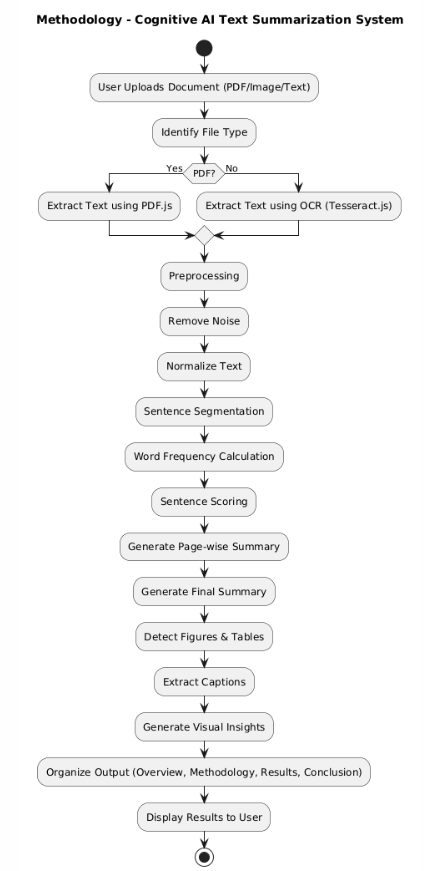 Methodology - Cognitive AI Text Summarization System
User Uploads Document (PDF/Image/Text)
Identify File Type
Yes
PDF?
No
Extract Text using PDF.js
Extract Text using OCR (Tesseract.js)
Preprocessing
Remove Noise
Normalize Text
Sentence Segmentation
Word Frequency Calculation
Sentence Scoring
Generate Page-wise Summary
Generate Final Summary
Detect Figures & Tables
Extract Captions
Generate Visual Insights
Organize Output (Overview, Methodology, Results, Conclusion)
Display Results to User